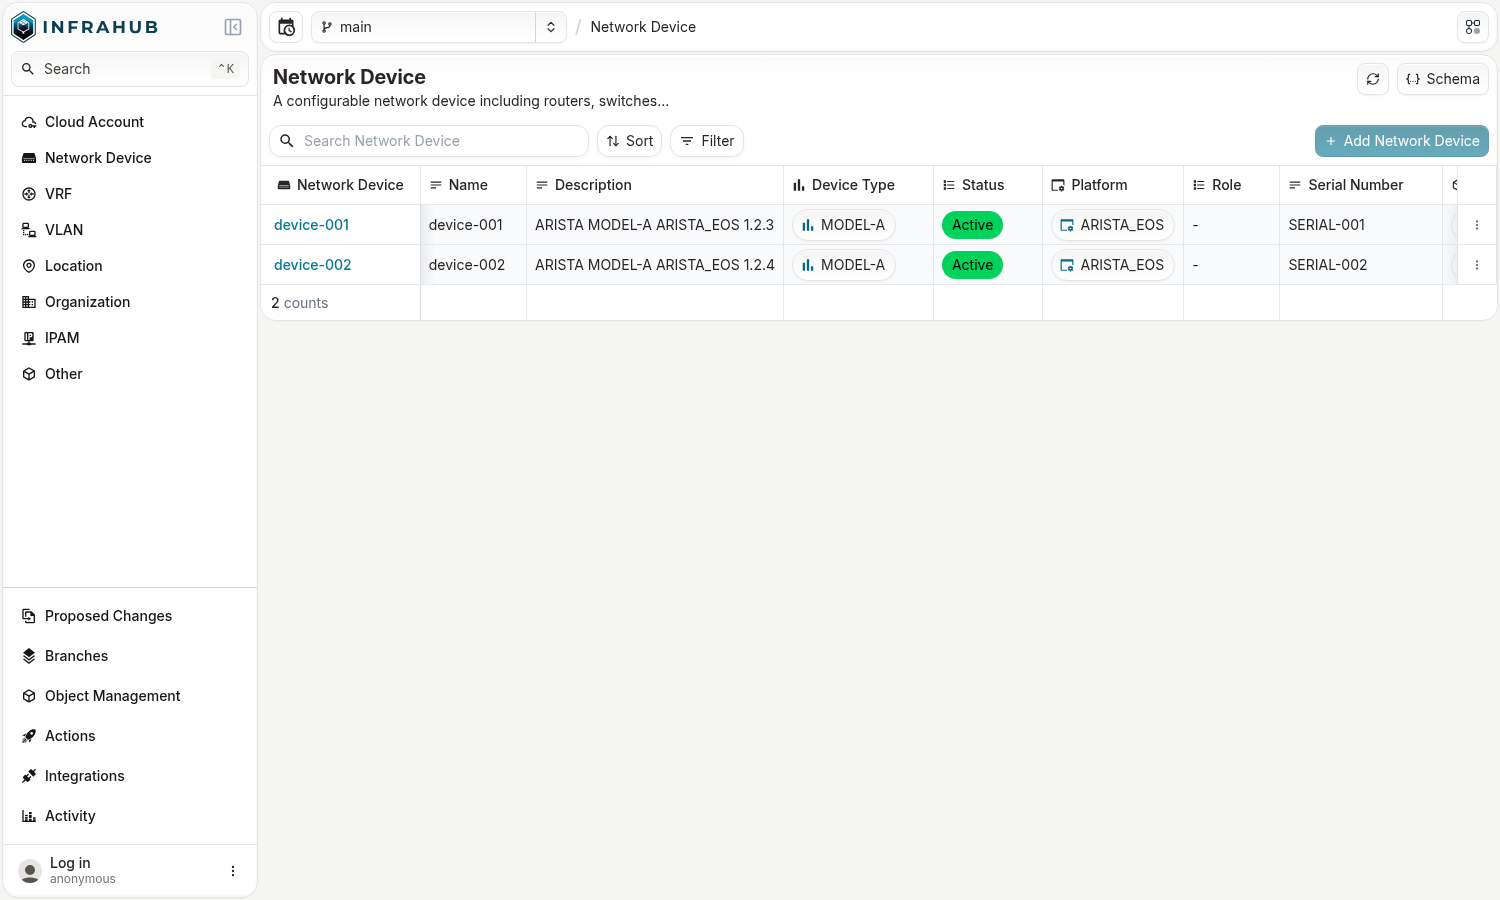 INFRAHUB
Search ^K
Cloud Account
Network Device
VRF
VLAN
Location
Organization
IPAM
Other
Proposed Changes
Branches
Object Management
Actions
Integrations
Activity
Log in
anonymous
main / Network Device
Network Device
A configurable network device including routers, switches...
Schema
Search Network Device Sort Filter + Add Network Device
Network Device Name Description Device Type Status Platform Role Serial Number
device-001 device-001 ARISTA MODEL-A ARISTA_EOS 1.2.3 MODEL-A Active ARISTA_EOS - SERIAL-001
device-002 device-002 ARISTA MODEL-A ARISTA_EOS 1.2.4 MODEL-A Active ARISTA_EOS - SERIAL-002
2 counts